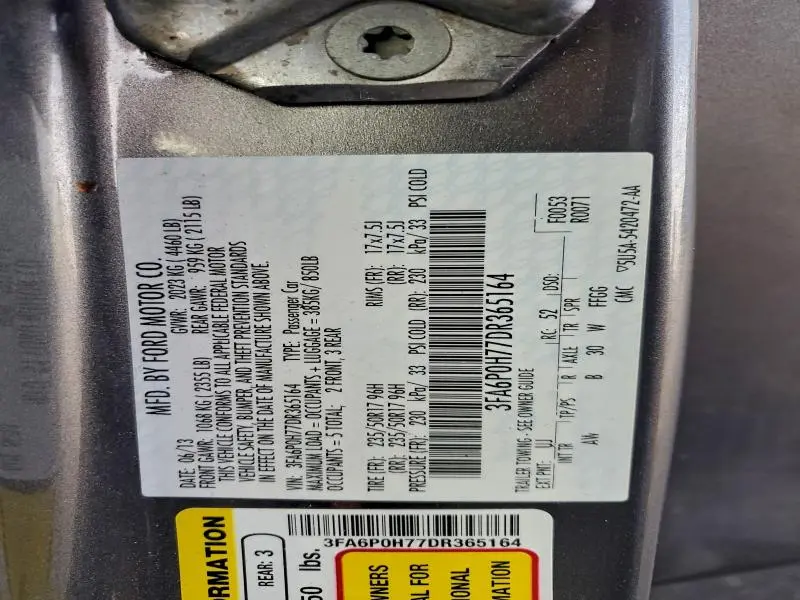 MFD. BY FORD MOTOR CO.
DATE: 06/13 GVWR: 2023 KG ( 4460 LB)
FRONT GAWR: 1068 KG ( 2355 LB) REAR GAWR: 959 KG ( 2115 LB)
THIS VEHICLE CONFORMS TO ALL APPLICABLE FEDERAL MOTOR
VEHICLE SAFETY, BUMPER, AND THEFT PREVENTION STANDARDS
IN EFFECT ON THE DATE OF MANUFACTURE SHOWN ABOVE.
VIN: 3FA6P0H77DR365164 TYPE: Passenger Car
MAXIMUM LOAD = OCCUPANTS + LUGGAGE = 385KG/ 850LB
OCCUPANTS = 5 TOTAL; 2 FRONT, 3 REAR
TIRE (FR): 235/50R17 96H RIMS (FR): 17x7.5J
(RR): 235/50R17 96H (RR): 17x7.5J
PRESSURE (FR): 230 kPa/ 33 PSI COLD (RR): 230 kPa/ 33 PSI COLD
3FA6P0H77DR365164
TRAILER TOWING - SEE OWNER GUIDE F0053
EXT PNT: UJ RC: 52 DSO: R0071
INT TR TP/PS R AXLE TR SPR
AW B 30 W FFGG
CMC ▽5U5A-5420472-AA
3FA6P0H77DR365164
REAR: 3
lbs.